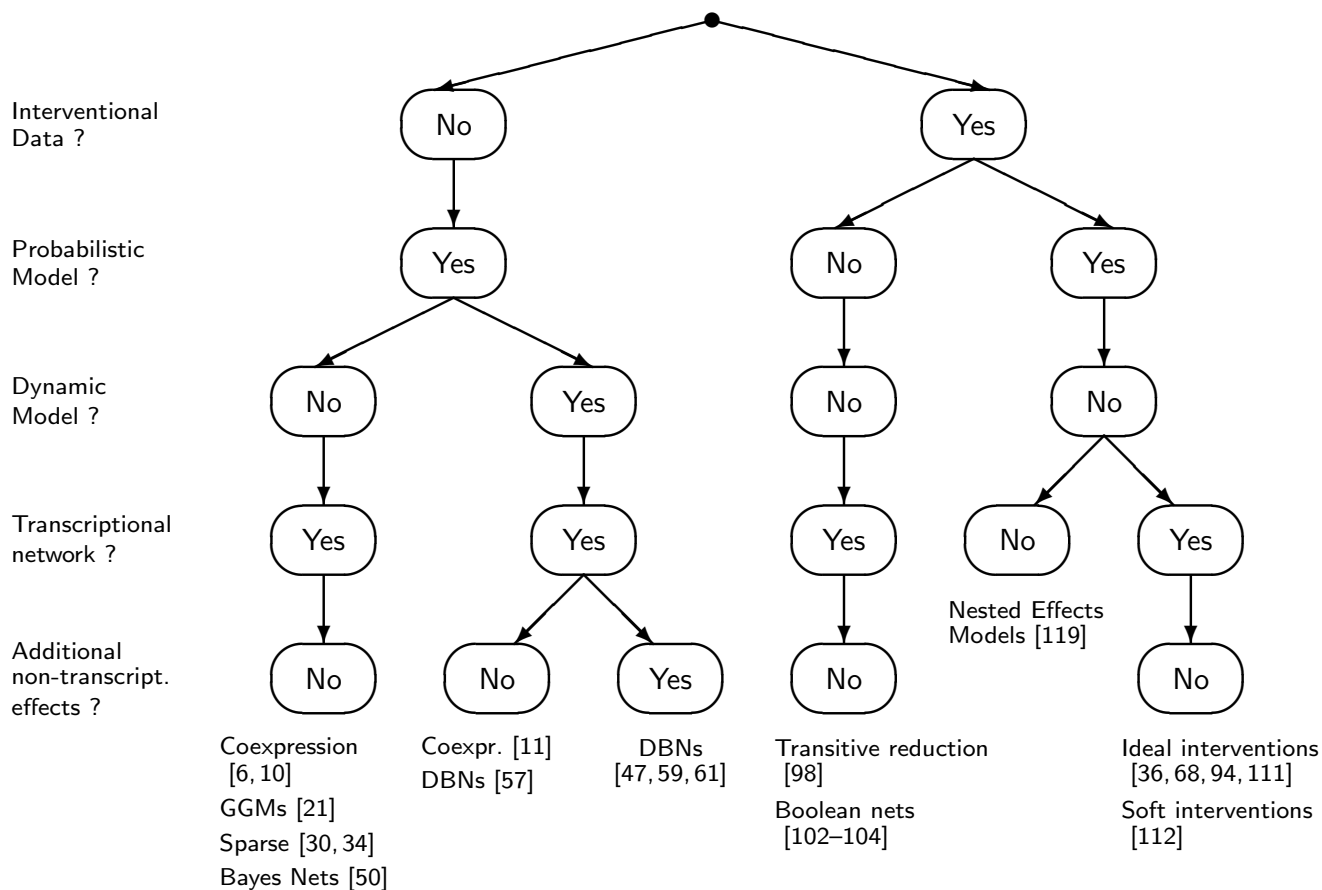 Interventional
Data ?
No
Yes
Probabilistic
Model ?
Yes
No
Yes
Dynamic
Model ?
No
Yes
No
No
Transcriptional
network ?
Yes
Yes
Yes
No
Yes
Nested Effects
Models [119]
Additional
non-transcript.
effects ?
No
No
Yes
No
No
Coexpression
[6, 10]
GGMs [21]
Sparse [30, 34]
Bayes Nets [50]
Coexpr. [11]
DBNs [57]
DBNs
[47, 59, 61]
Transitive reduction
[98]
Boolean nets
[102–104]
Ideal interventions
[36, 68, 94, 111]
Soft interventions
[112]